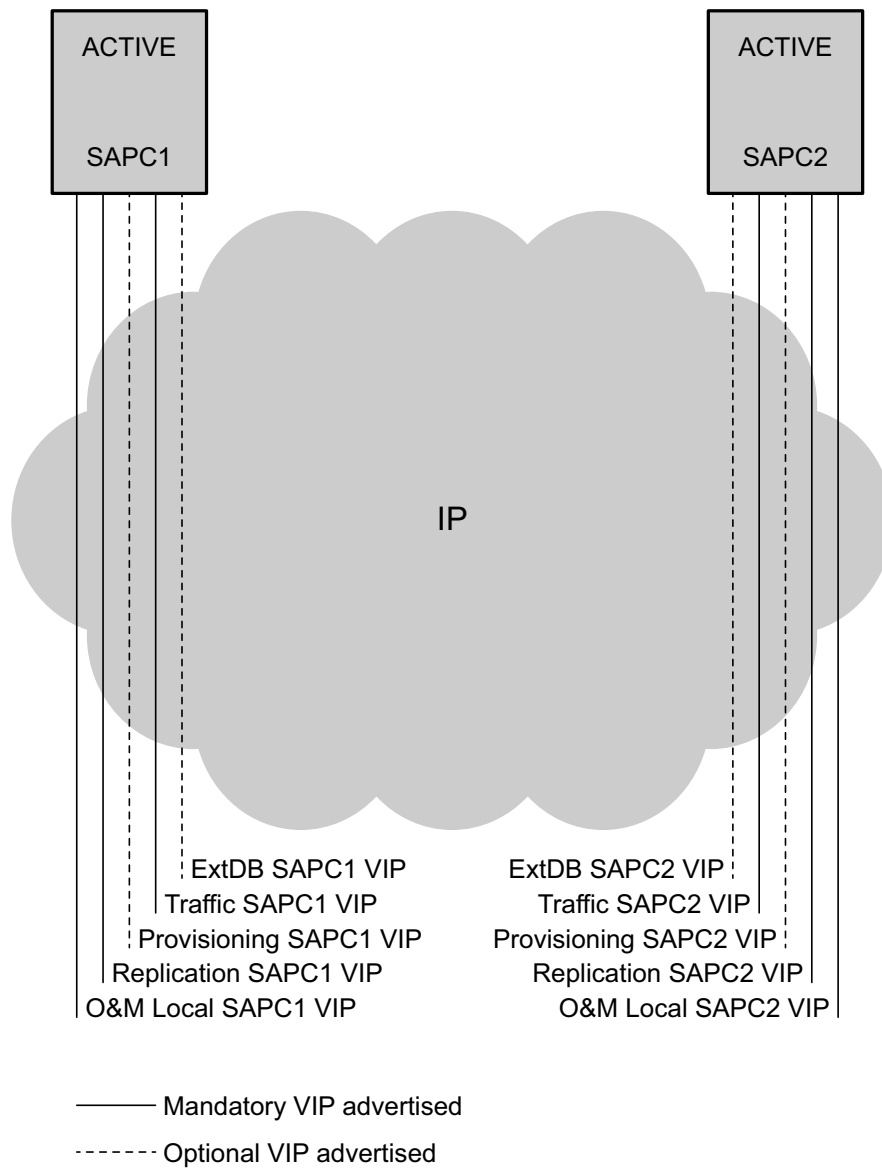 ACTIVE
ACTIVE
SAPC1
SAPC2
IP
ExtDB SAPC1 VIP
ExtDB SAPC2 VIP
Traffic SAPC1 VIP
Traffic SAPC2 VIP
Provisioning SAPC1 VIP
Provisioning SAPC2 VIP
Replication SAPC1 VIP
Replication SAPC2 VIP
O&M Local SAPC1 VIP
O&M Local SAPC2 VIP
Mandatory VIP advertised
Optional VIP advertised